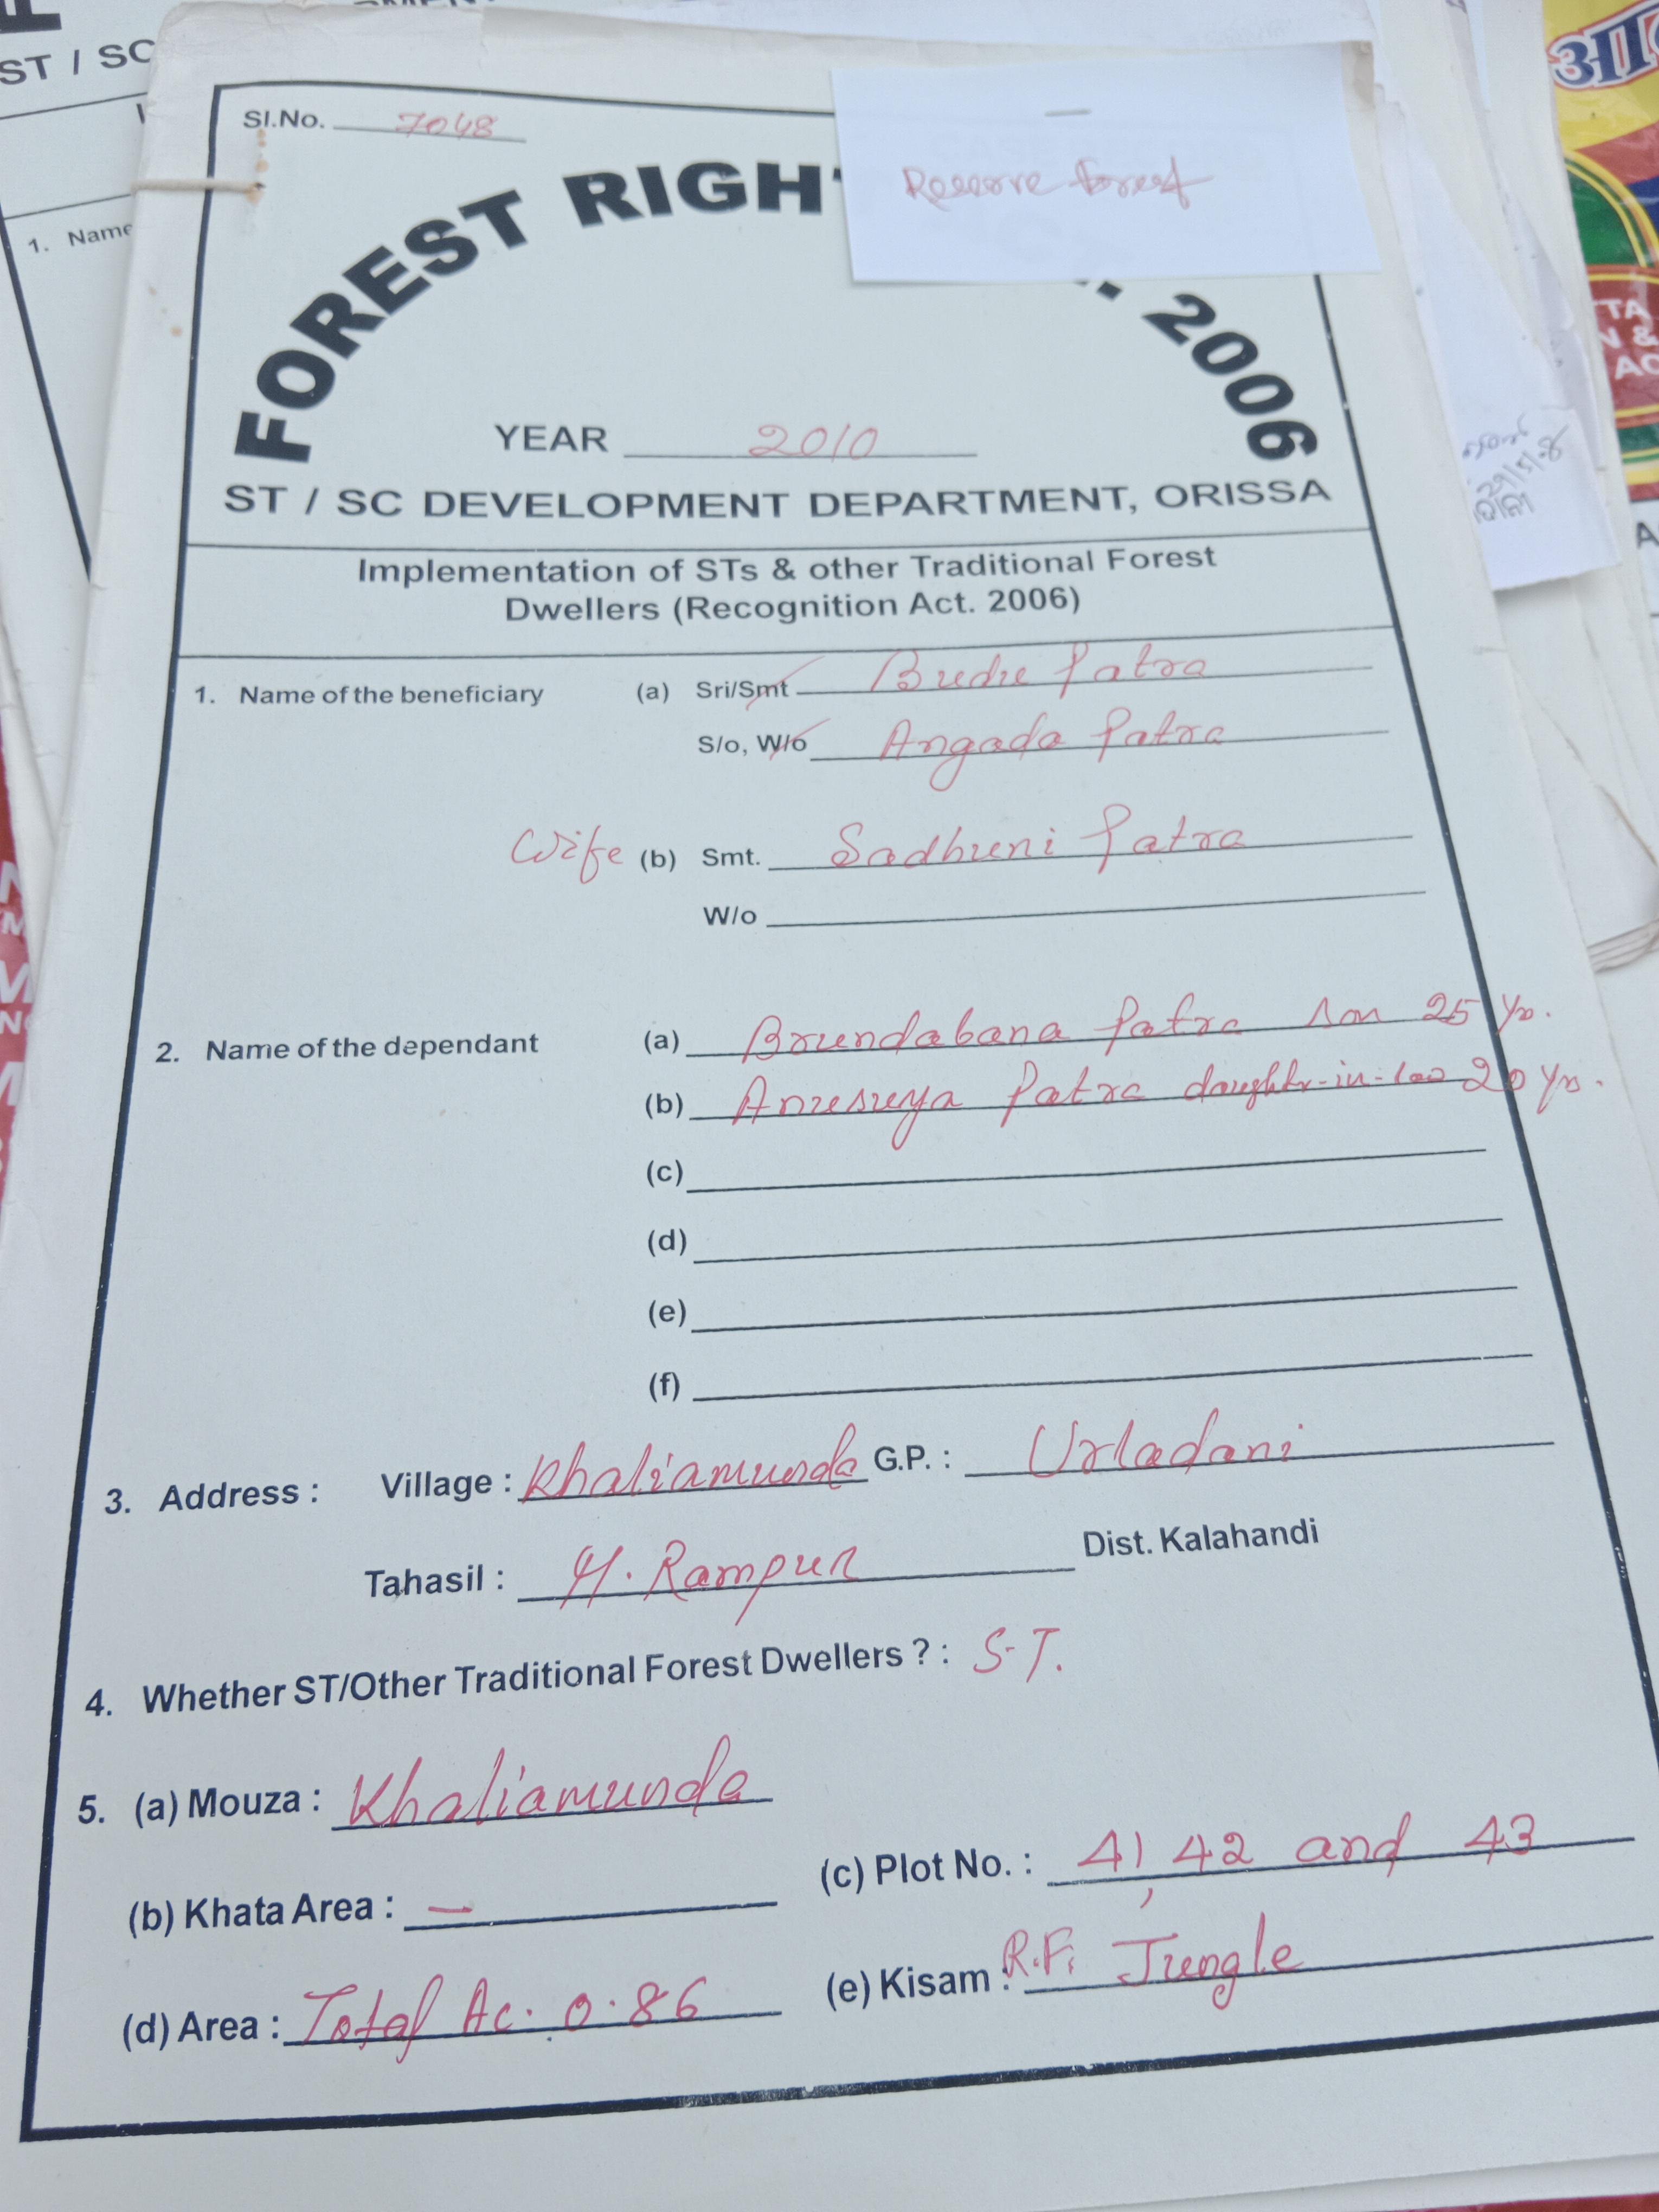 ST / SC
1. Name
Sl.No. 7048
Reserve forest
FOREST RIGH
. 2006
YEAR 2010
ST / SC DEVELOPMENT DEPARTMENT, ORISSA
Implementation of STs & other Traditional Forest
Dwellers (Recognition Act. 2006)
1. Name of the beneficiary (a) Sri/Smt Budu Patra
S/o, W/o Angada Patra
Wife (b) Smt. Sadhuni Patra
W/o
2. Name of the dependant (a) Brundabana Patra son 25 Yrs.
(b) Anusuya Patra daughter-in-law 20 Yrs.
(c)
(d)
(e)
(f)
3. Address : Village : Khaliamunda G.P. : Urladani
Tahasil : M. Rampur Dist. Kalahandi
4. Whether ST/Other Traditional Forest Dwellers ? : S.T.
5. (a) Mouza : Khaliamunda
(b) Khata Area : — (c) Plot No. : 41, 42 and 43
(d) Area : Total Ac. 0.86 (e) Kisam : R.F. Jungle